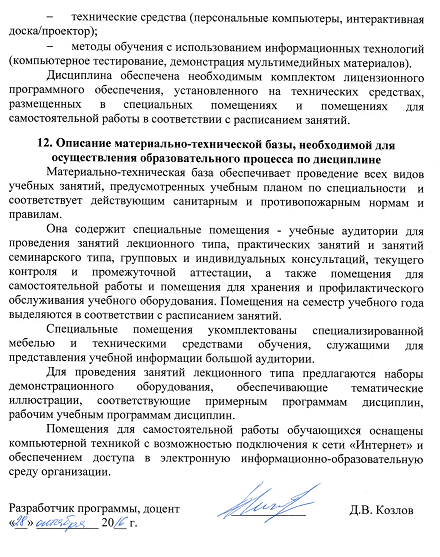 – технические средства (персональные компьютеры, интерактивная
доска/проектор);
– методы обучения с использованием информационных технологий
(компьютерное тестирование, демонстрация мультимедийных материалов).
Дисциплина обеспечена необходимым комплектом лицензионного
программного обеспечения, установленного на технических средствах,
размещенных в специальных помещениях и помещениях для
самостоятельной работы в соответствии с расписанием занятий.
12. Описание материально-технической базы, необходимой для
осуществления образовательного процесса по дисциплине
Материально-техническая база обеспечивает проведение всех видов
учебных занятий, предусмотренных учебным планом по специальности и
соответствует действующим санитарным и противопожарным нормам и
правилам.
Она содержит специальные помещения - учебные аудитории для
проведения занятий лекционного типа, практических занятий и занятий
семинарского типа, групповых и индивидуальных консультаций, текущего
контроля и промежуточной аттестации, а также помещения для
самостоятельной работы и помещения для хранения и профилактического
обслуживания учебного оборудования. Помещения на семестр учебного года
выделяются в соответствии с расписанием занятий.
Специальные помещения укомплектованы специализированной
мебелью и техническими средствами обучения, служащими для
представления учебной информации большой аудитории.
Для проведения занятий лекционного типа предлагаются наборы
демонстрационного оборудования, обеспечивающие тематические
иллюстрации, соответствующие примерным программам дисциплин,
рабочим учебным программам дисциплин.
Помещения для самостоятельной работы обучающихся оснащены
компьютерной техникой с возможностью подключения к сети «Интернет» и
обеспечением доступа в электронную информационно-образовательную
среду организации.
Разработчик программы, доцент Д.В. Козлов
«28» октября 2016 г.